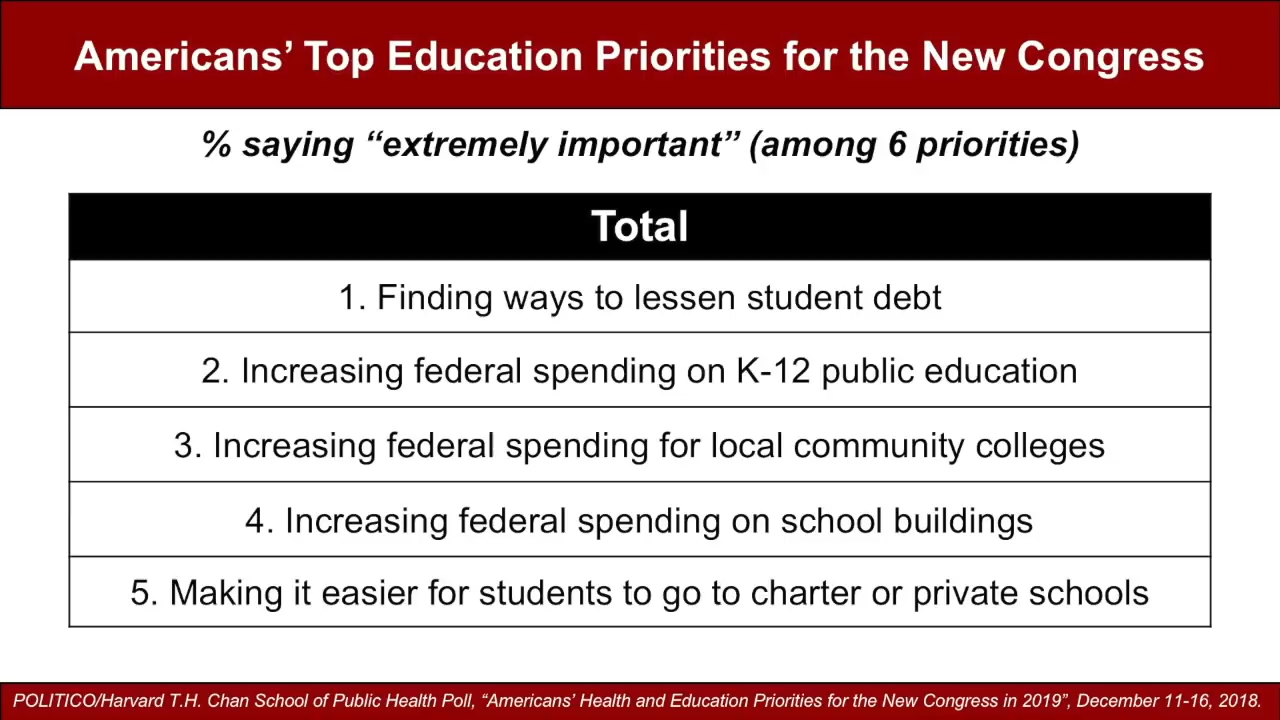 Americans’ Top Education Priorities for the New Congress
% saying “extremely important” (among 6 priorities)
Total
1. Finding ways to lessen student debt
2. Increasing federal spending on K-12 public education
3. Increasing federal spending for local community colleges
4. Increasing federal spending on school buildings
5. Making it easier for students to go to charter or private schools
POLITICO/Harvard T.H. Chan School of Public Health Poll, “Americans’ Health and Education Priorities for the New Congress in 2019”, December 11-16, 2018.